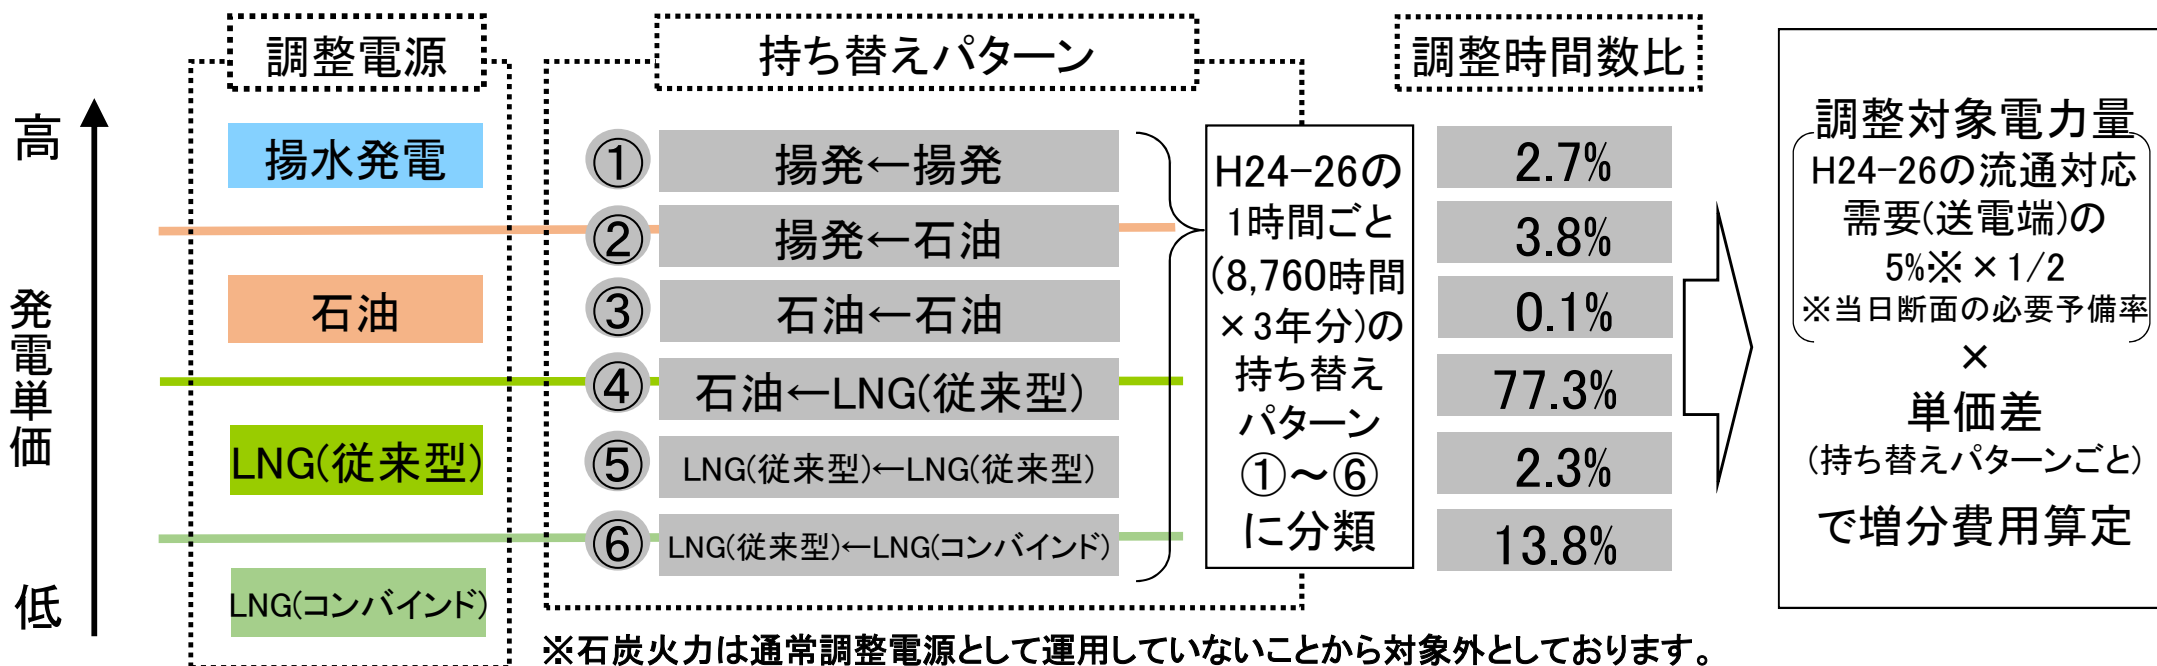 調整電源
持ち替えパターン
調整時間数比
高
発電単価
低
揚水発電
石油
LNG(従来型)
LNG(コンバインド)
① 揚発←揚発
② 揚発←石油
③ 石油←石油
④ 石油←LNG(従来型)
⑤ LNG(従来型)←LNG(従来型)
⑥ LNG(従来型)←LNG(コンバインド)
H24-26の
1時間ごと
(8,760時間
×3年分)の
持ち替え
パターン
①～⑥
に分類
2.7%
3.8%
0.1%
77.3%
2.3%
13.8%
調整対象電力量
H24-26の流通対応
需要(送電端)の
5%※×1/2
※当日断面の必要予備率
×
単価差
(持ち替えパターンごと)
で増分費用算定
※石炭火力は通常調整電源として運用していないことから対象外としております。